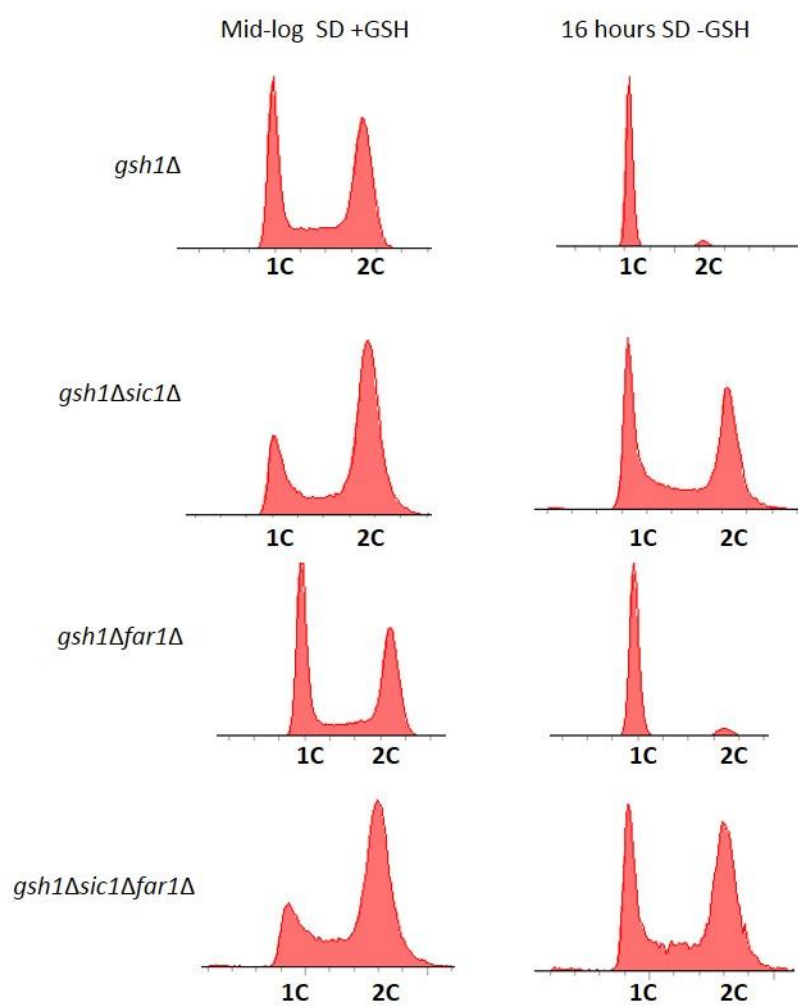 Mid-log SD +GSH 16 hours SD -GSH
gsh1Δ
1C 2C 1C 2C
gsh1Δsic1Δ
1C 2C 1C 2C
gsh1Δfar1Δ
1C 2C 1C 2C
gsh1Δsic1Δfar1Δ
1C 2C 1C 2C